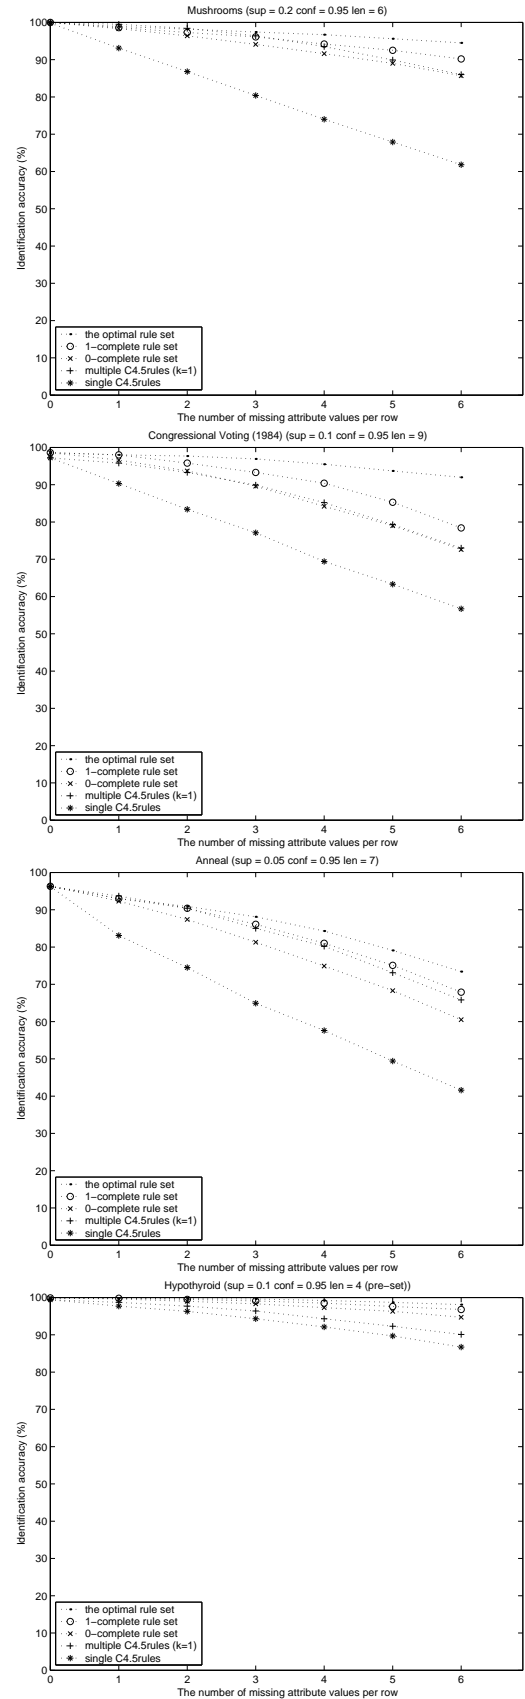 Mushrooms (sup = 0.2 conf = 0.95 len = 6)
100
90
80
70
60
50
40
30
20
10
0
Identification accuracy (%)
the optimal rule set
1−complete rule set
0−complete rule set
multiple C4.5rules (k=1)
single C4.5rules
0 1 2 3 4 5 6
The number of missing attribute values per row
Congressional Voting (1984) (sup = 0.1 conf = 0.95 len = 9)
100
90
80
70
60
50
40
30
20
10
0
Identification accuracy (%)
the optimal rule set
1−complete rule set
0−complete rule set
multiple C4.5rules (k=1)
single C4.5rules
0 1 2 3 4 5 6
The number of missing attribute values per row
Anneal (sup = 0.05 conf = 0.95 len = 7)
100
90
80
70
60
50
40
30
20
10
0
Identification accuracy (%)
the optimal rule set
1−complete rule set
0−complete rule set
multiple C4.5rules (k=1)
single C4.5rules
0 1 2 3 4 5 6
The number of missing attribute values per row
Hypothyroid (sup = 0.1 conf = 0.95 len = 4 (pre−set))
100
90
80
70
60
50
40
30
20
10
0
Identification accuracy (%)
the optimal rule set
1−complete rule set
0−complete rule set
multiple C4.5rules (k=1)
single C4.5rules
0 1 2 3 4 5 6
The number of missing attribute values per row